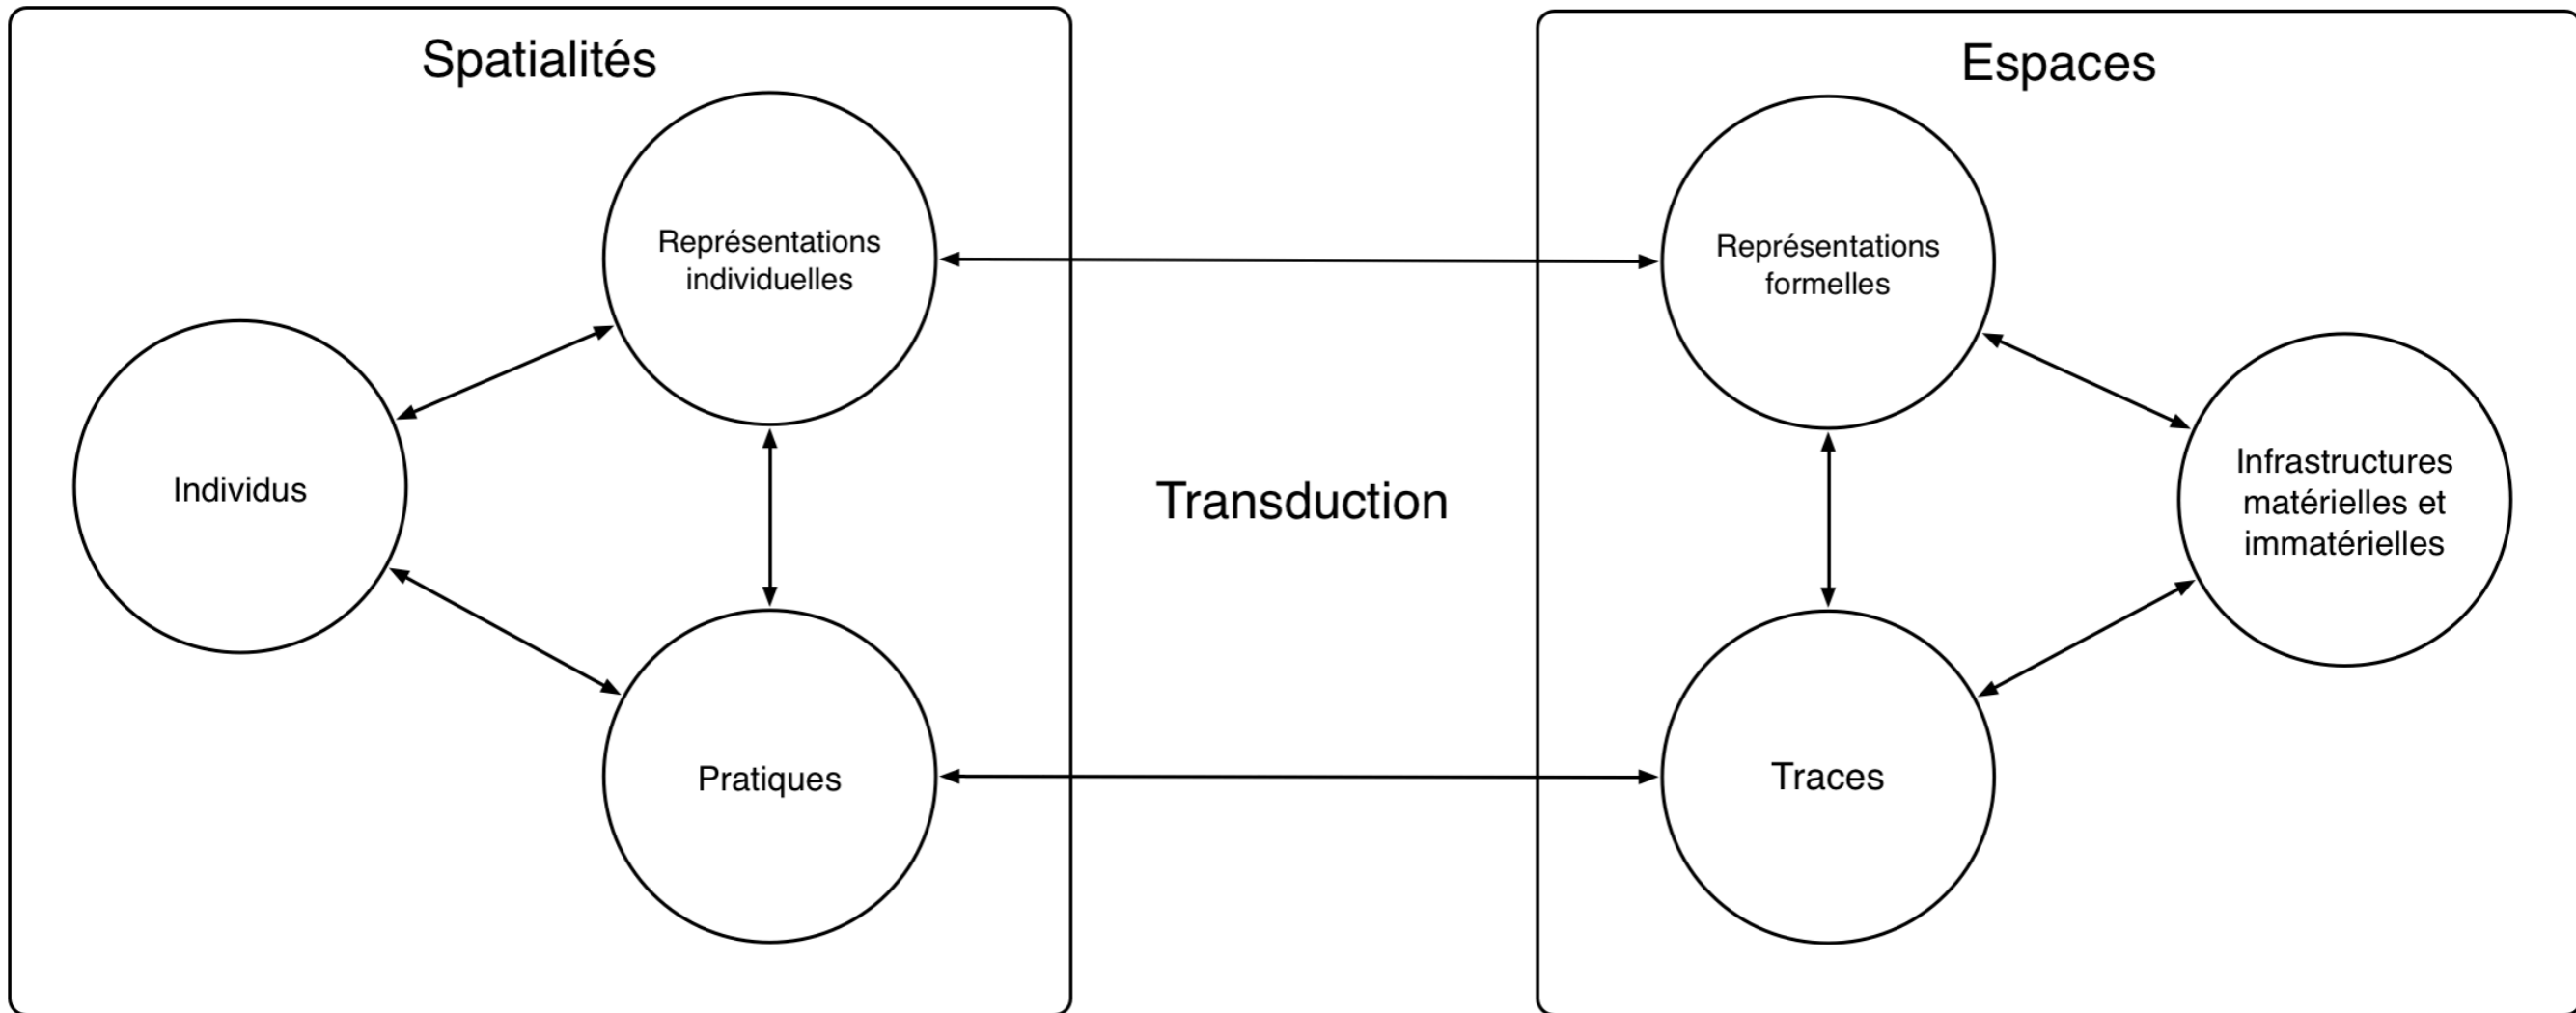 Spatialités
Espaces
Représentations
individuelles
Représentations
formelles
Individus
Transduction
Infrastructures
matérielles et
immatérielles
Pratiques
Traces